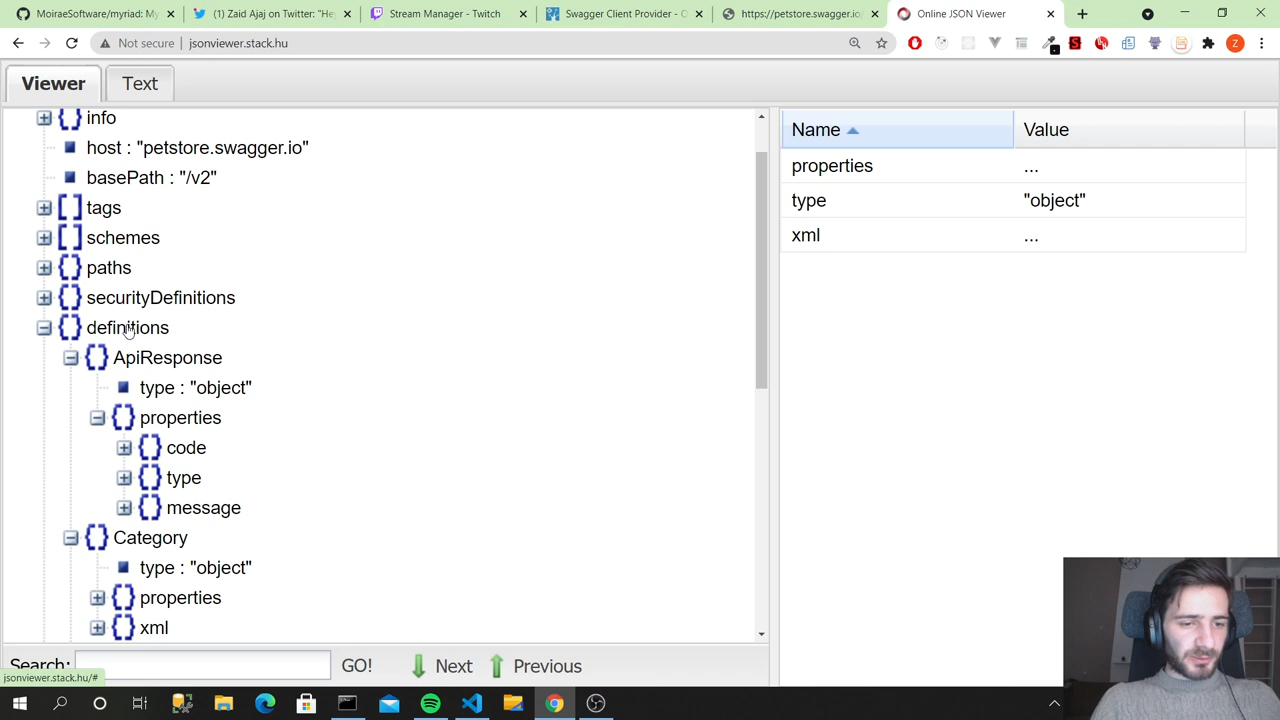 MoiraeSoftware/myriad: My
(1) Zaid Ajaj on Twitter: "He
Stream Manager - Twitch
Swagger Client Provider - O
https://petstore.swagger.io
Online JSON Viewer
Not secure | jsonviewer.stack.hu
Viewer
Text
info
host : "petstore.swagger.io"
basePath : "/v2"
tags
schemes
paths
securityDefinitions
definitions
ApiResponse
type : "object"
properties
code
type
message
Category
type : "object"
properties
xml
Name
Value
properties
...
type
"object"
xml
...
Search:
GO!
Next
Previous
jsonviewer.stack.hu/#